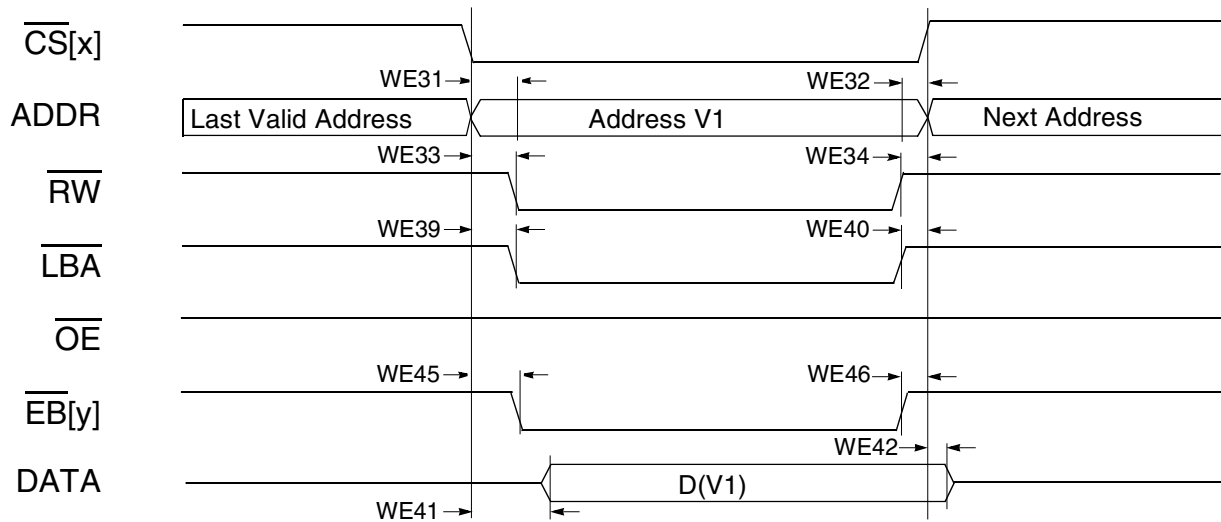 CS[x]
WE31
WE32
ADDR
Last Valid Address
Address V1
Next Address
WE33
WE34
RW
WE39
WE40
LBA
OE
WE45
WE46
EB[y]
WE42
DATA
D(V1)
WE41